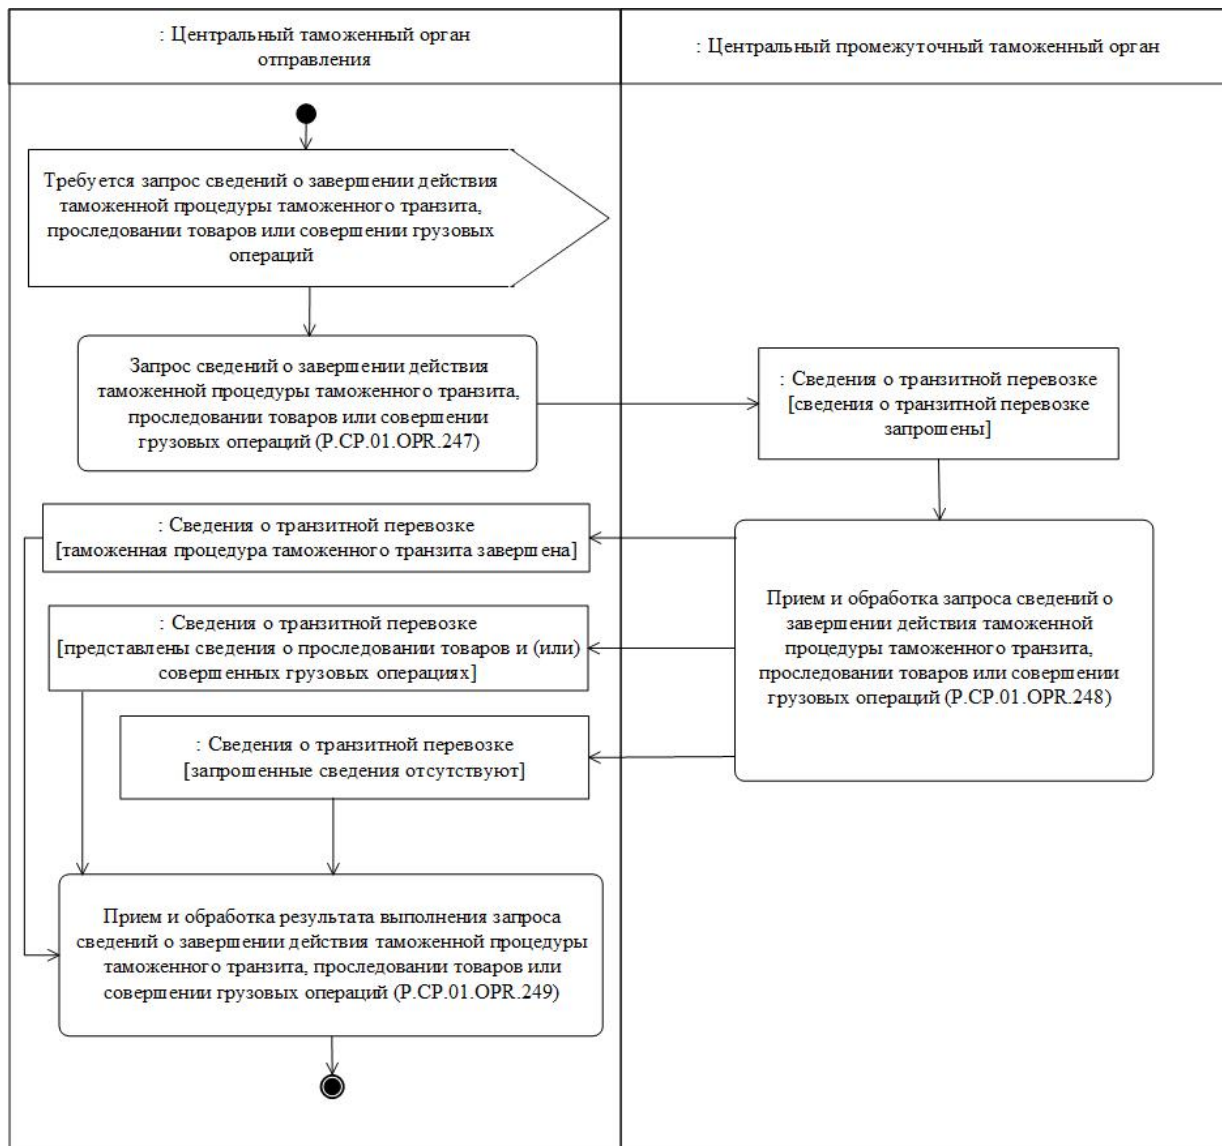 : Центральный таможенный орган
отправления
: Центральный промежуточный таможенный орган
Требуется запрос сведений о завершении действия
таможенной процедуры таможенного транзита,
проследовании товаров или совершении грузовых
операций
Запрос сведений о завершении действия
таможенной процедуры таможенного транзита,
проследовании товаров или совершении
грузовых операций (P.CP.01.OPR.247)
: Сведения о транзитной перевозке
[сведения о транзитной перевозке
запрошены]
: Сведения о транзитной перевозке
[таможенная процедура таможенного транзита завершена]
: Сведения о транзитной перевозке
[представлены сведения о проследовании товаров и (или)
совершенных грузовых операциях]
Прием и обработка запроса сведений о
завершении действия таможенной
процедуры таможенного транзита,
проследовании товаров или совершении
грузовых операций (P.CP.01.OPR.248)
: Сведения о транзитной перевозке
[запрошенные сведения отсутствуют]
Прием и обработка результата выполнения запроса
сведений о завершении действия таможенной процедуры
таможенного транзита, проследовании товаров или
совершении грузовых операций (P.CP.01.OPR.249)